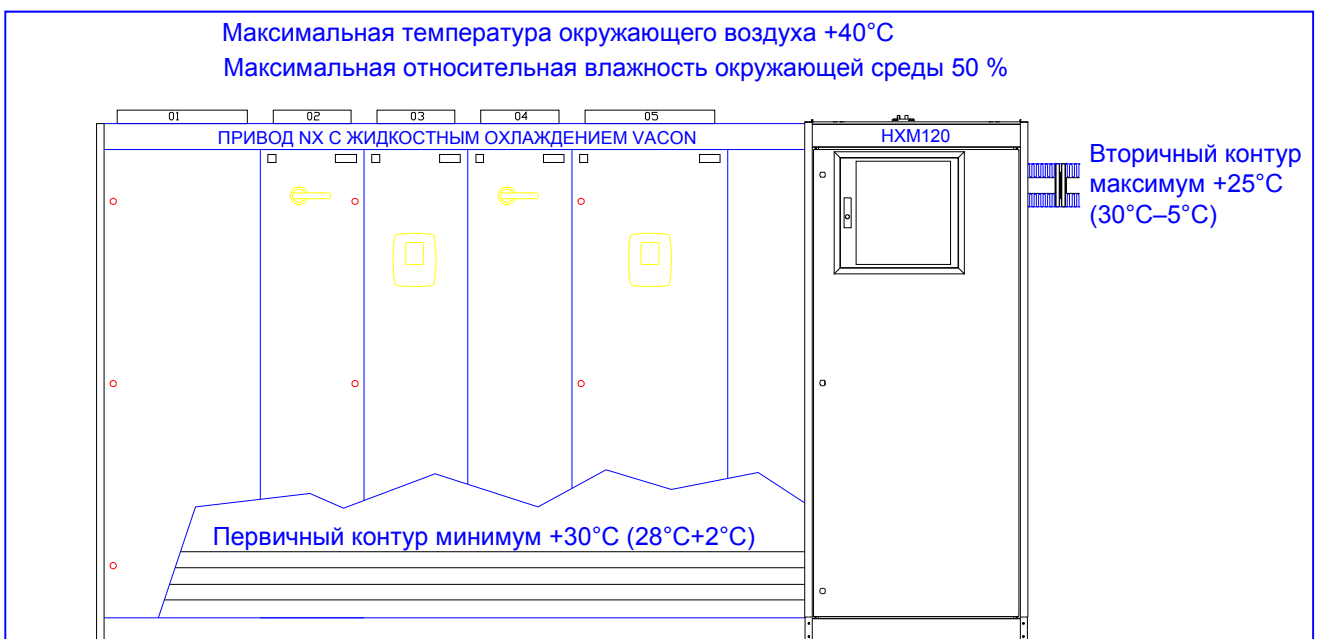 Максимальная температура окружающего воздуха +40°C
Максимальная относительная влажность окружающей среды 50 %
01 02 03 04 05
ПРИВОД NX С ЖИДКОСТНЫМ ОХЛАЖДЕНИЕМ VACON
HXM120
Вторичный контур
максимум +25°C
(30°C–5°C)
Первичный контур минимум +30°C (28°C+2°C)